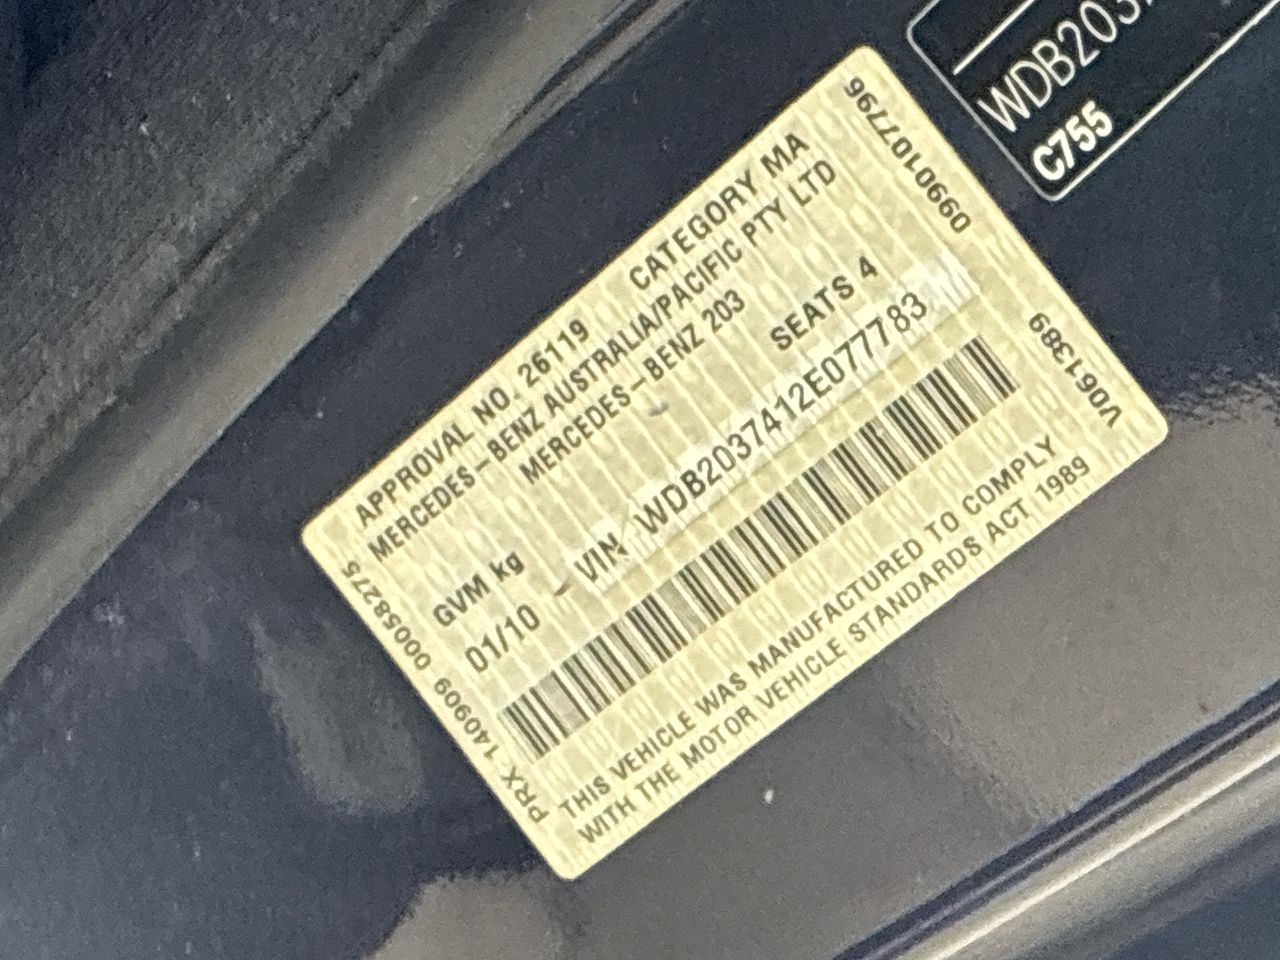 WDB2037
C755
APPROVAL NO. 26119 CATEGORY MA
MERCEDES-BENZ AUSTRALIA/PACIFIC PTY LTD
MERCEDES-BENZ 203
GVM kg SEATS 4
01/10 - VIN WDB2037412E077783
THIS VEHICLE WAS MANUFACTURED TO COMPLY
WITH THE MOTOR VEHICLE STANDARDS ACT 1989
PRX 140909 00058275
V061389 0990107796